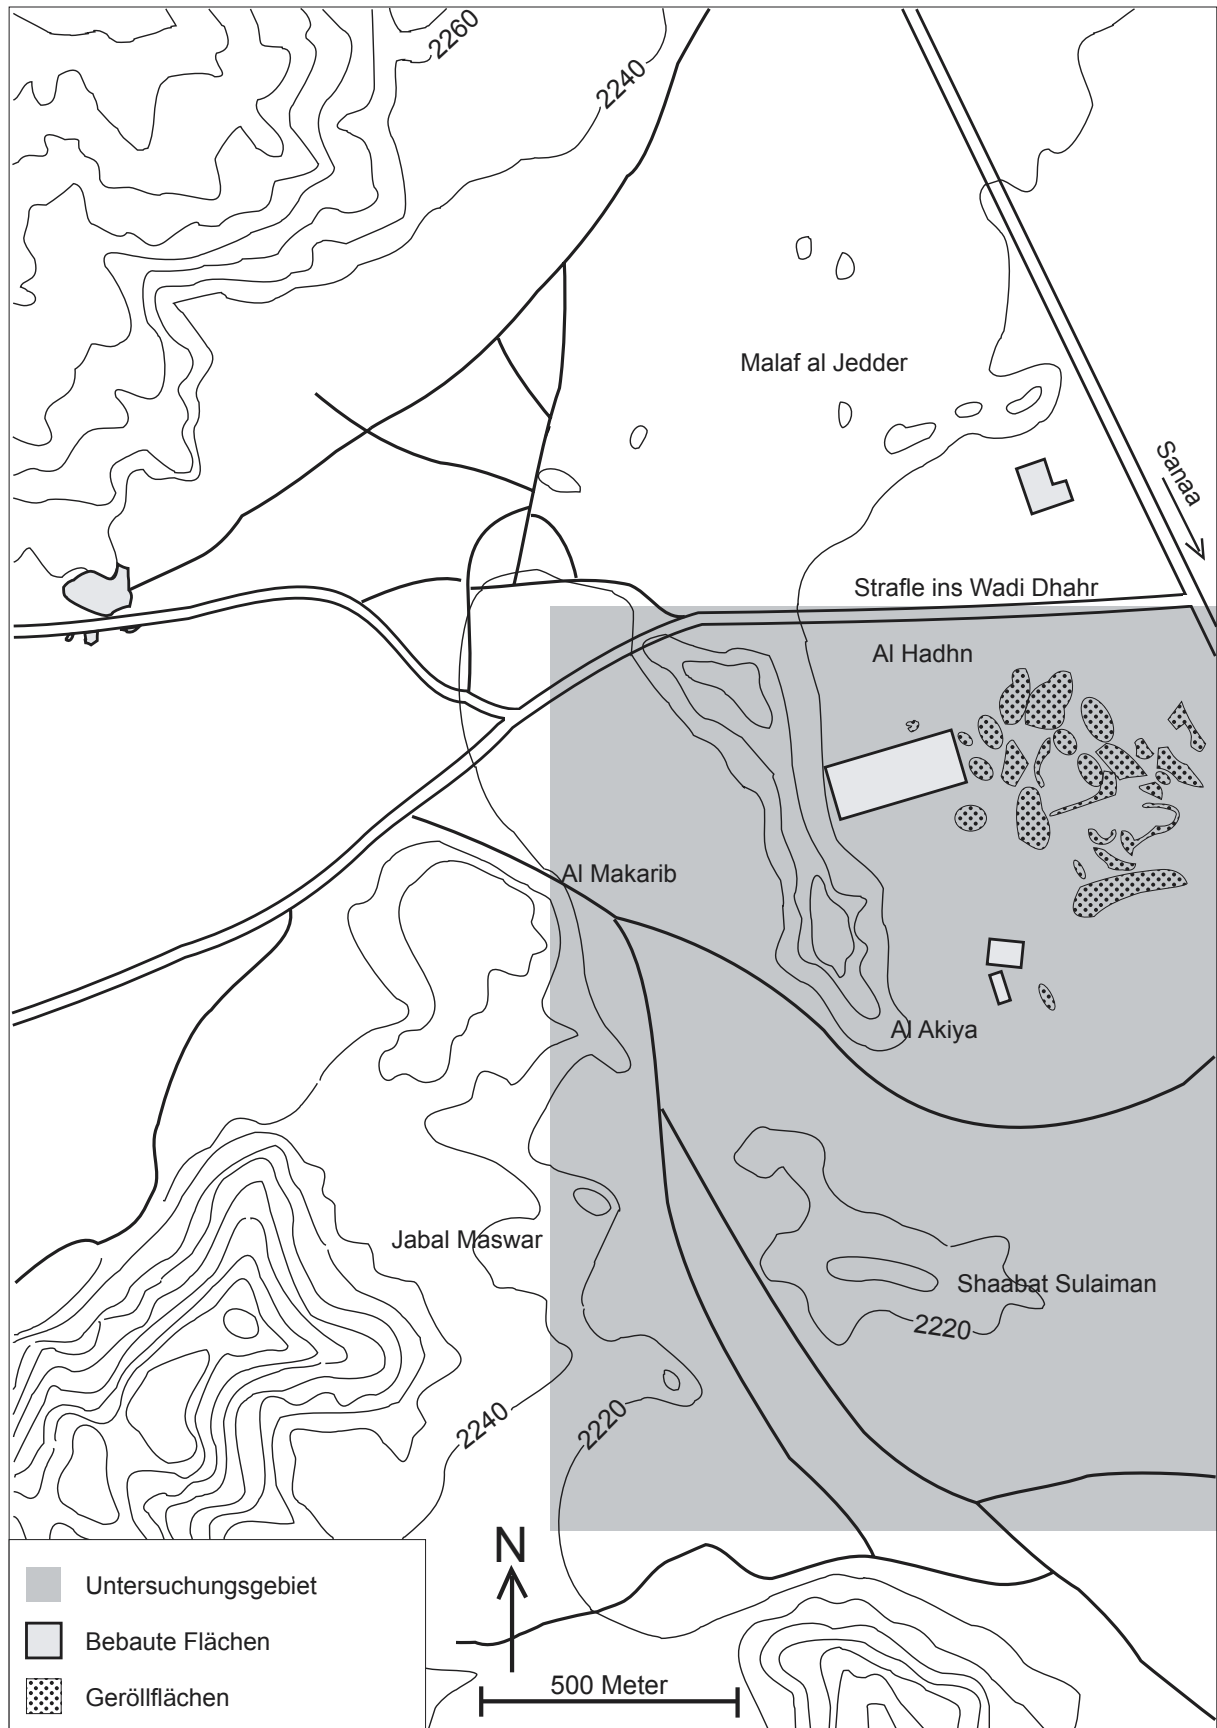 2260
2240
Malaf al Jedder
Sanaa
Strafle ins Wadi Dhahr
Al Hadhn
Al Makarib
Al Akiya
Jabal Maswar
Shaabat Sulaiman
2220
2240
2220
N
Untersuchungsgebiet
Bebaute Flächen
Geröllflächen
500 Meter